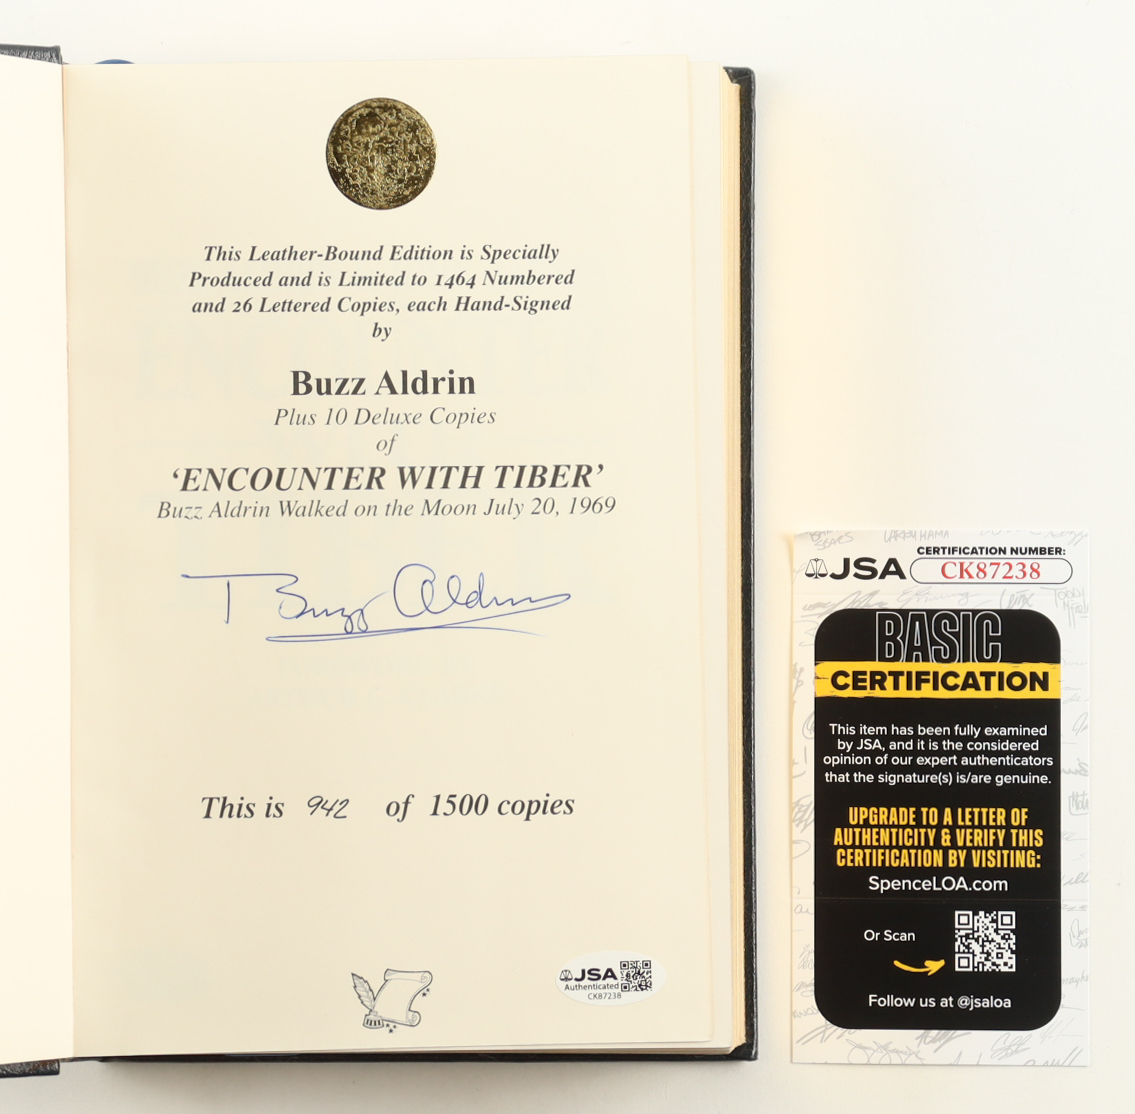 This Leather-Bound Edition is Specially
Produced and is Limited to 1464 Numbered
and 26 Lettered Copies, each Hand-Signed
by
Buzz Aldrin
Plus 10 Deluxe Copies
of
‘ENCOUNTER WITH TIBER’
Buzz Aldrin Walked on the Moon July 20, 1969
Buzz Aldrin
This is 942 of 1500 copies
JSA
Authenticated
CK87238
JSA
CERTIFICATION NUMBER:
CK87238
BASIC
CERTIFICATION
This item has been fully examined
by JSA, and it is the considered
opinion of our expert authenticators
that the signature(s) is/are genuine.
UPGRADE TO A LETTER OF
AUTHENTICITY & VERIFY THIS
CERTIFICATION BY VISITING:
SpenceLOA.com
Or Scan
Follow us at @jsaloa